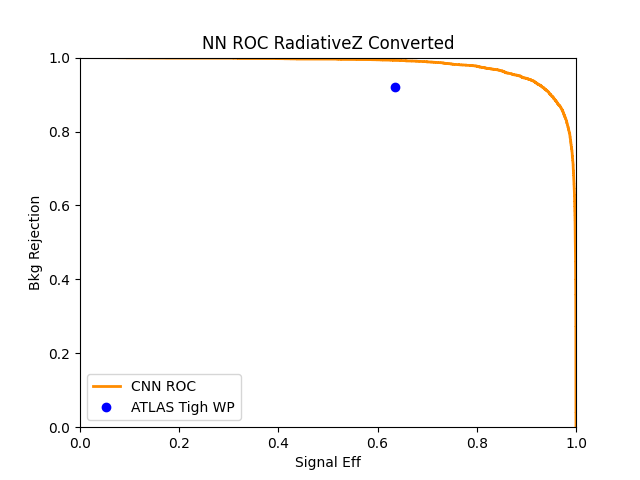 NN ROC RadiativeZ Converted
1.0
0.8
0.6
0.4
0.2
0.0
Bkg Rejection
CNN ROC
ATLAS Tigh WP
0.0 0.2 0.4 0.6 0.8 1.0
Signal Eff